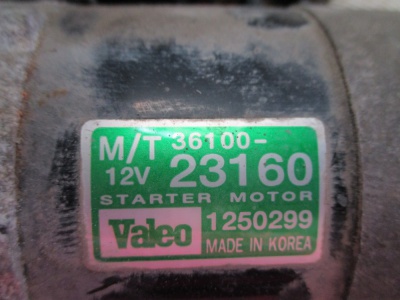 M/T 36100-
12V 23160
STARTER MOTOR
Valeo 1250299
MADE IN KOREA